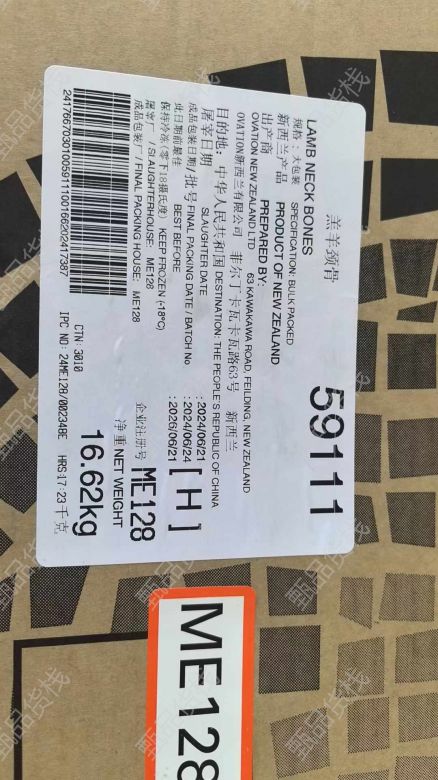 羔羊颈骨
LAMB NECK BONES
59111
规格：大包装 SPECIFICATION: BULK PACKED
新西兰产品 PRODUCT OF NEW ZEALAND
出产商 PREPARED BY:
OVATION NEW ZEALAND LTD 63 KAWAKAWA ROAD, FEILDING, NEW ZEALAND
OVATION新西兰有限公司 菲尔丁卡瓦卡瓦路63号 新西兰
目的地：中华人民共和国 DESTINATION: THE PEOPLE'S REPUBLIC OF CHINA
屠宰日期 SLAUGHTER DATE :2024/06/21
成品包装日期/批号 FINAL PACKING DATE / BATCH No :2024/06/24
此日期前最佳 BEST BEFORE :2026/06/21
[H]
保持冷冻(零下18摄氏度) KEEP FROZEN (-18°C)
屠宰厂 / SLAUGHTERHOUSE: ME128
成品包装厂 / FINAL PACKING HOUSE: ME128
企业注册号 ME128
净重 NET WEIGHT
16.62kg
千克
CTN: 3010
IPC NO: 24ME128/002348E HRS:17:23
ME128
甄品货栈